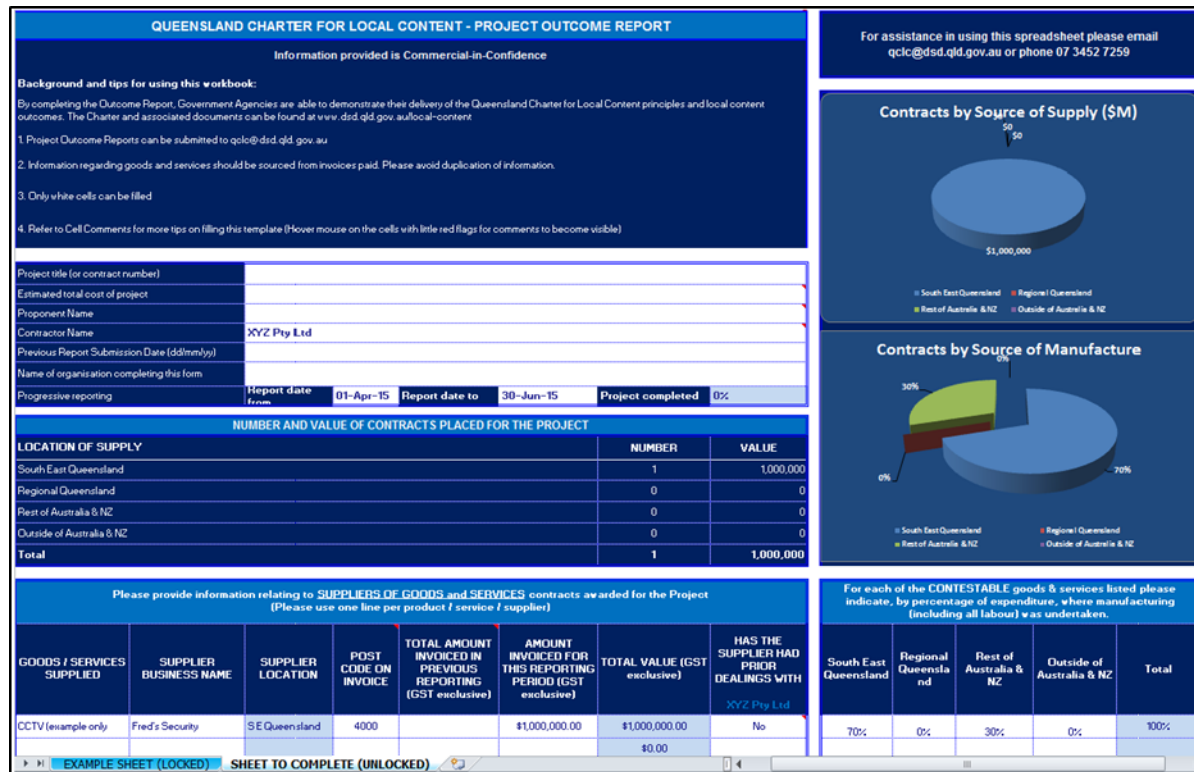 QUEENSLAND CHARTER FOR LOCAL CONTENT - PROJECT OUTCOME REPORT
Information provided is Commercial-in-Confidence
Background and tips for using this workbook:
By completing the Outcome Report, Government Agencies are able to demonstrate their delivery of the Queensland Charter for Local Content principles and local content
outcomes. The Charter and associated documents can be found at www.dsd.qld.gov.au/local-content
1. Project Outcome Reports can be submitted to qclc@dsd.qld.gov.au
2. Information regarding goods and services should be sourced from invoices paid. Please avoid duplication of information.
3. Only white cells can be filled
4. Refer to Cell Comments for more tips on filling this template (Hover mouse on the cells with little red flags for comments to become visible)
For assistance in using this spreadsheet please email
qclc@dsd.qld.gov.au or phone 07 3452 7259
Contracts by Source of Supply ($M)
$0
$0
$1,000,000
South East Queensland Regional Queensland
Rest of Australia & NZ Outside of Australia & NZ
Project title (or contract number)
Estimated total cost of project
Proponent Name
Contractor Name XYZ Pty Ltd
Previous Report Submission Date (dd/mm/yy)
Name of organisation completing this form
Progressive reporting Report date from 01-Apr-15 Report date to 30-Jun-15 Project completed 0%
Contracts by Source of Manufacture
0%
30%
0%
70%
South East Queensland Regional Queensland
Rest of Australia & NZ Outside of Australia & NZ
NUMBER AND VALUE OF CONTRACTS PLACED FOR THE PROJECT
LOCATION OF SUPPLY NUMBER VALUE
South East Queensland 1 1,000,000
Regional Queensland 0 0
Rest of Australia & NZ 0 0
Outside of Australia & NZ 0 0
Total 1 1,000,000
Please provide information relating to SUPPLIERS OF GOODS and SERVICES contracts awarded for the Project
(Please use one line per product / service / supplier)
For each of the CONTESTABLE goods & services listed please
indicate, by percentage of expenditure, where manufacturing
(including all labour) was undertaken.
GOODS / SERVICES
SUPPLIED
SUPPLIER
BUSINESS NAME
SUPPLIER
LOCATION
POST
CODE ON
INVOICE
TOTAL AMOUNT
INVOICED IN
PREVIOUS
REPORTING
(GST exclusive)
AMOUNT
INVOICED FOR
THIS REPORTING
PERIOD (GST
exclusive)
TOTAL VALUE (GST
exclusive)
HAS THE
SUPPLIER HAD
PRIOR
DEALINGS WITH
XYZ Pty Ltd
South East
Queensland
Regional
Queensla
nd
Rest of
Australia &
NZ
Outside of
Australia & NZ
Total
CCTV (example only Fred's Security S E Queensland 4000 $1,000,000.00 $1,000,000.00 No 70% 0% 30% 0% 100%
$0.00
EXAMPLE SHEET (LOCKED) SHEET TO COMPLETE (UNLOCKED)